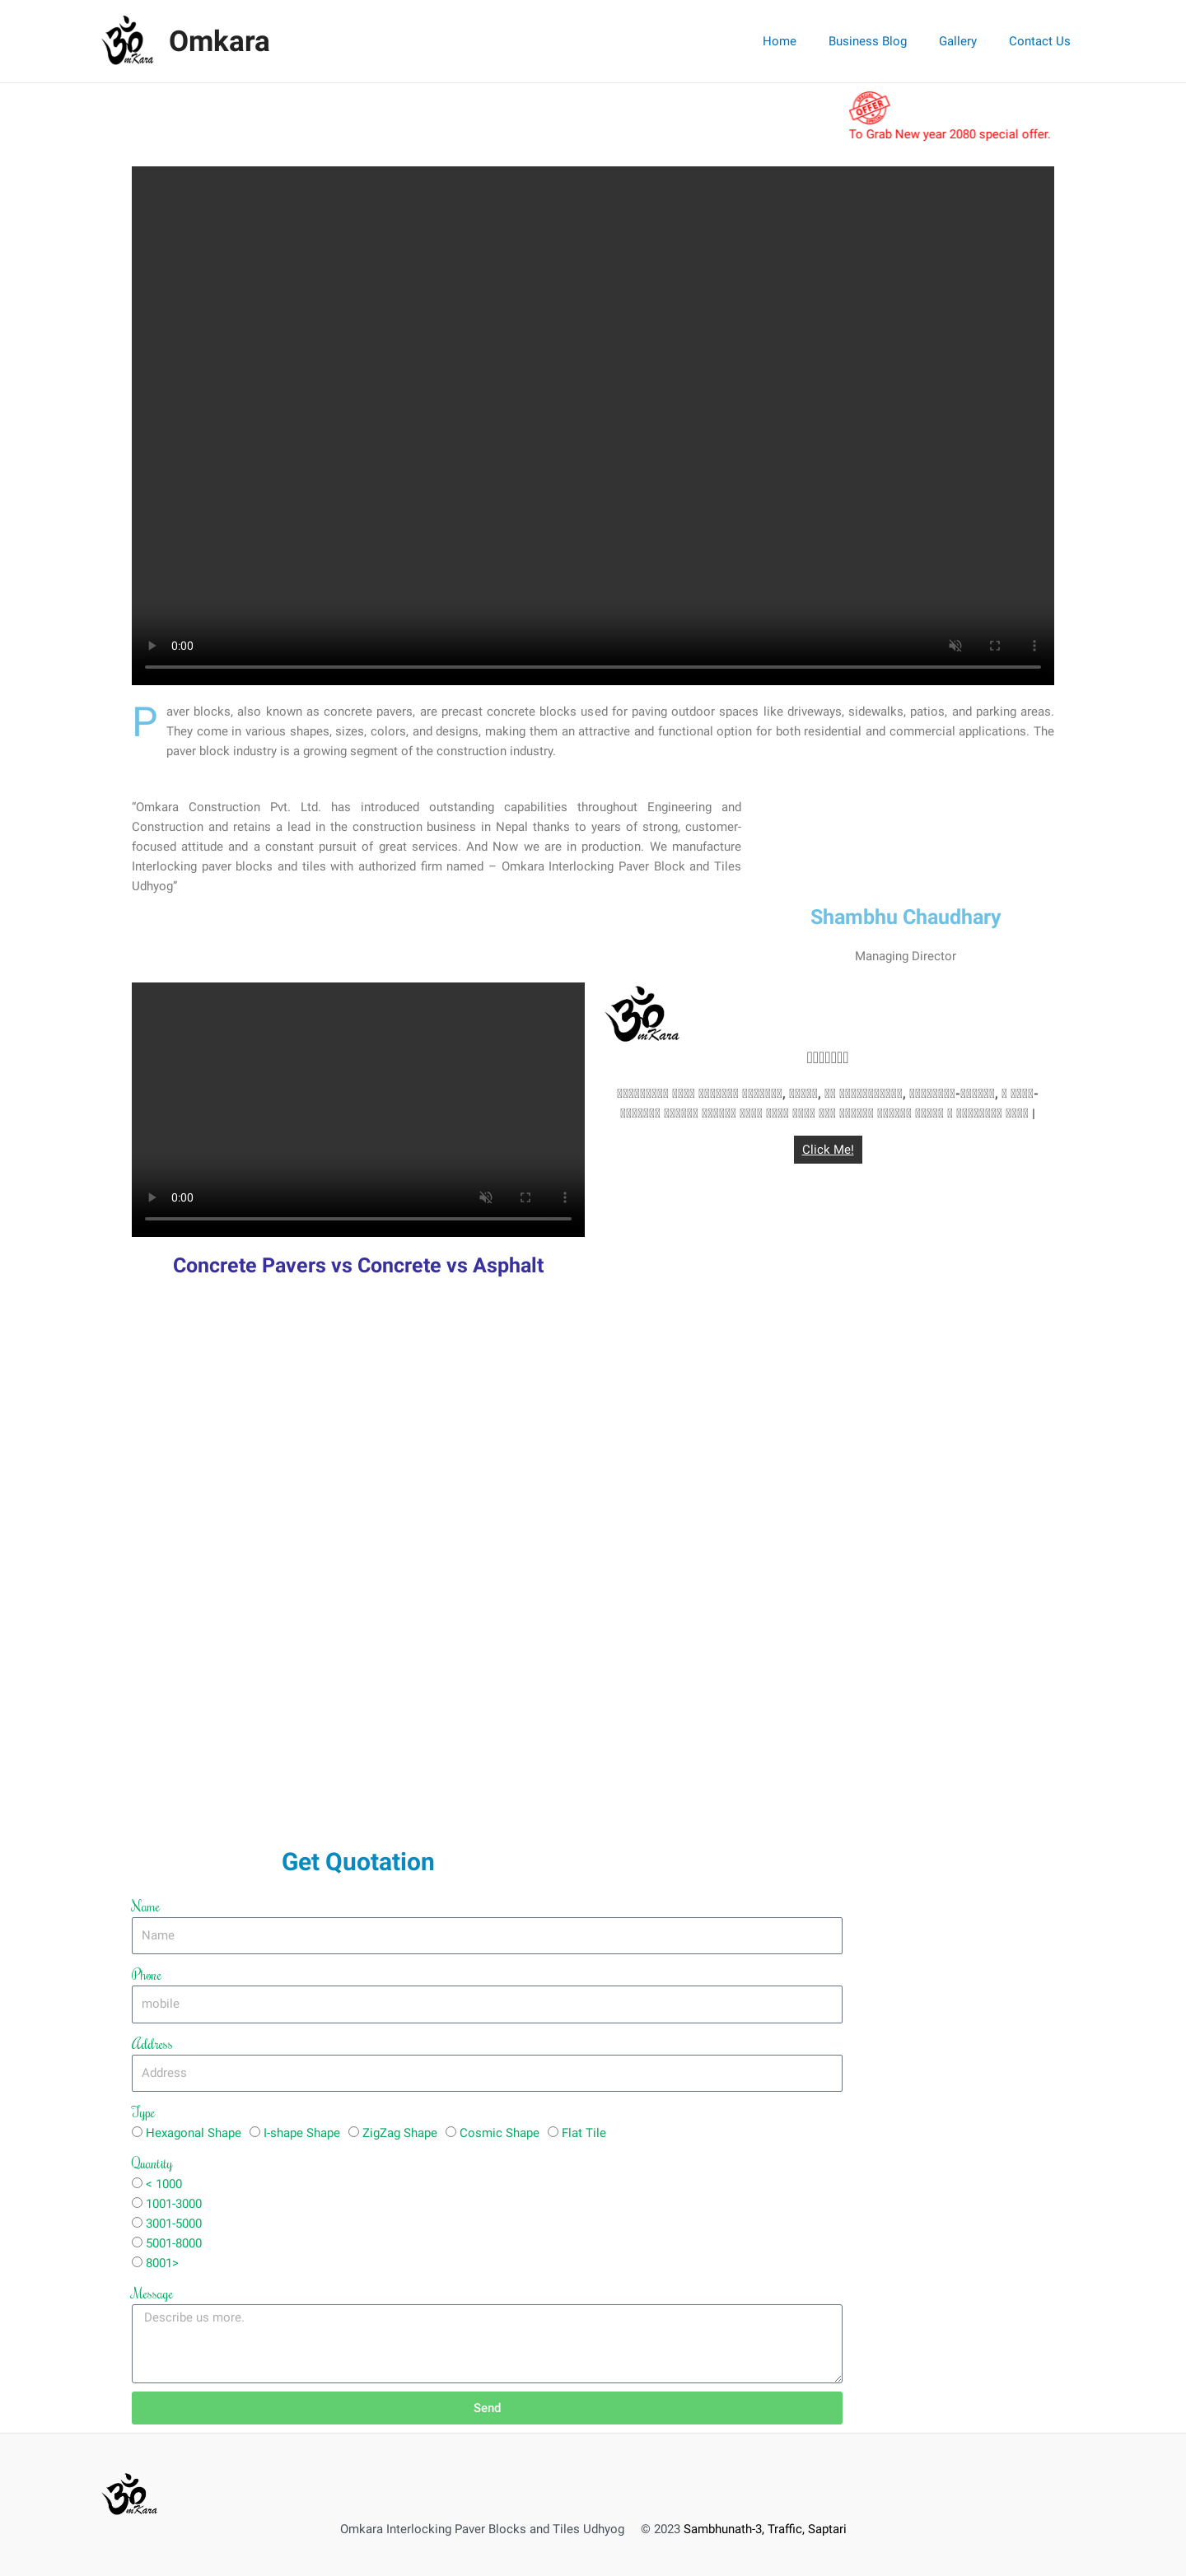 ॐmKara
Omkara
Home Business Blog Gallery Contact Us
SPECIAL OFFER SPECIAL
To Grab New year 2080 special offer.
0:00
Paver blocks, also known as concrete pavers, are precast concrete blocks used for paving outdoor spaces like driveways, sidewalks, patios, and parking areas.
They come in various shapes, sizes, colors, and designs, making them an attractive and functional option for both residential and commercial applications. The
paver block industry is a growing segment of the construction industry.
“Omkara Construction Pvt. Ltd. has introduced outstanding capabilities throughout Engineering and
Construction and retains a lead in the construction business in Nepal thanks to years of strong, customer-
focused attitude and a constant pursuit of great services. And Now we are in production. We manufacture
Interlocking paver blocks and tiles with authorized firm named – Omkara Interlocking Paver Block and Tiles
Udhyog”
Shambhu Chaudhary
Managing Director
0:00
ॐmKara
Click Me!
Concrete Pavers vs Concrete vs Asphalt
Get Quotation
Name
Name
Phone
mobile
Address
Address
Type
Hexagonal Shape I-shape Shape ZigZag Shape Cosmic Shape Flat Tile
Quantity
< 1000
1001-3000
3001-5000
5001-8000
8001>
Message
Describe us more.
Send
ॐmKara
Omkara Interlocking Paver Blocks and Tiles Udhyog © 2023 Sambhunath-3, Traffic, Saptari